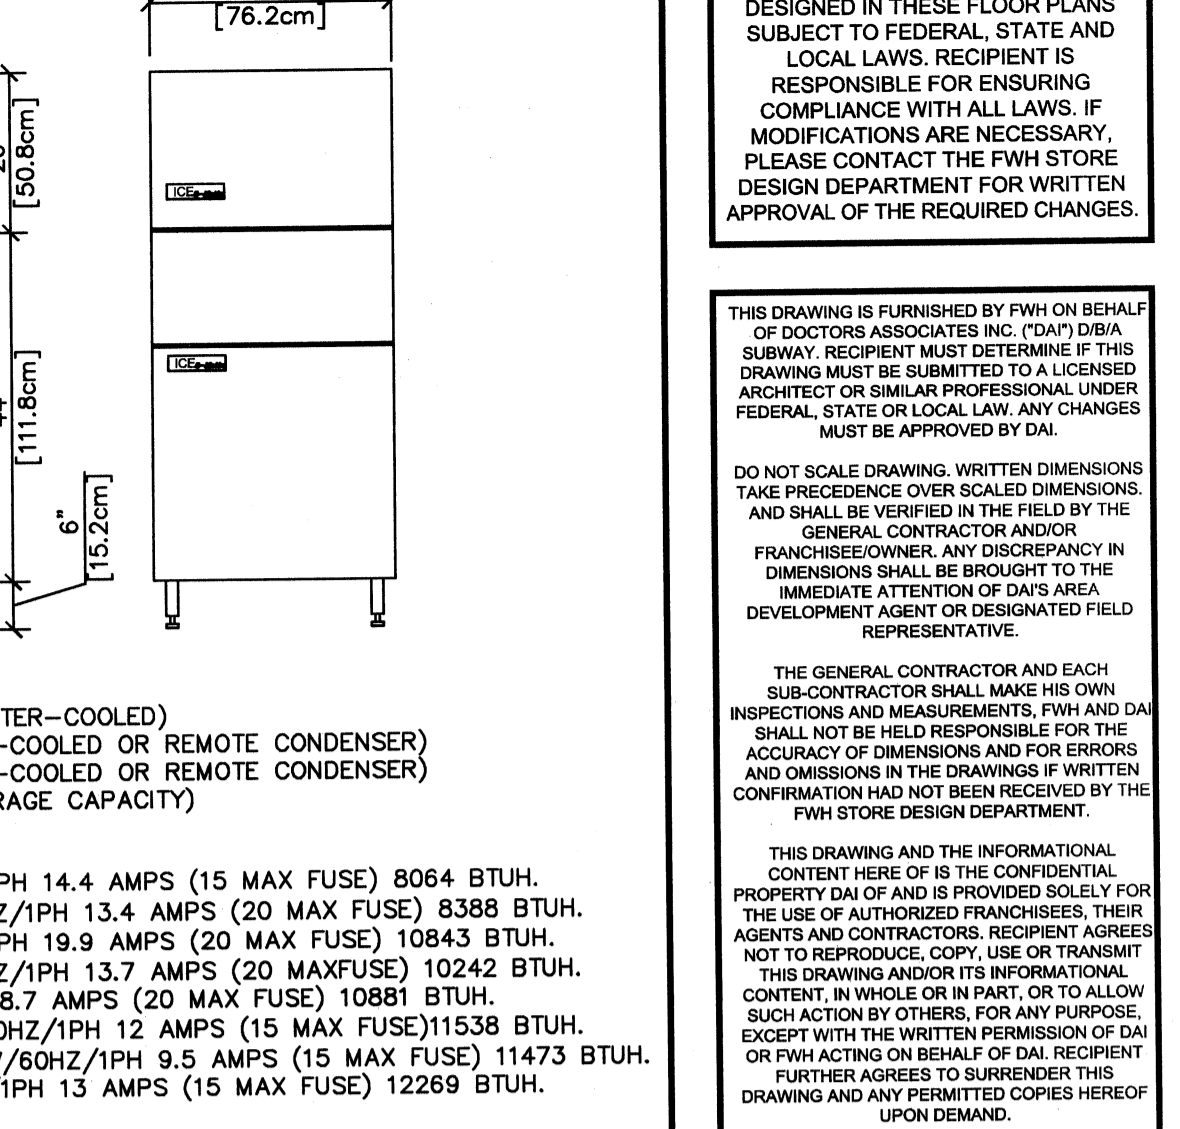 [76.2cm]
[50.8cm]
ICE
ICE
[111.8cm]
6"
[15.2cm]
TER-COOLED)
-COOLED OR REMOTE CONDENSER)
-COOLED OR REMOTE CONDENSER)
RAGE CAPACITY)
PH 14.4 AMPS (15 MAX FUSE) 8064 BTUH.
Z/1PH 13.4 AMPS (20 MAX FUSE) 8388 BTUH.
PH 19.9 AMPS (20 MAX FUSE) 10843 BTUH.
Z/1PH 13.7 AMPS (20 MAXFUSE) 10242 BTUH.
8.7 AMPS (20 MAX FUSE) 10881 BTUH.
0HZ/1PH 12 AMPS (15 MAX FUSE)11538 BTUH.
/60HZ/1PH 9.5 AMPS (15 MAX FUSE) 11473 BTUH.
1PH 13 AMPS (15 MAX FUSE) 12269 BTUH.
DESIGNED IN THESE FLOOR PLANS
SUBJECT TO FEDERAL, STATE AND
LOCAL LAWS. RECIPIENT IS
RESPONSIBLE FOR ENSURING
COMPLIANCE WITH ALL LAWS. IF
MODIFICATIONS ARE NECESSARY,
PLEASE CONTACT THE FWH STORE
DESIGN DEPARTMENT FOR WRITTEN
APPROVAL OF THE REQUIRED CHANGES.
THIS DRAWING IS FURNISHED BY FWH ON BEHALF
OF DOCTORS ASSOCIATES INC. ("DAI") D/B/A
SUBWAY. RECIPIENT MUST DETERMINE IF THIS
DRAWING MUST BE SUBMITTED TO A LICENSED
ARCHITECT OR SIMILAR PROFESSIONAL UNDER
FEDERAL, STATE OR LOCAL LAW. ANY CHANGES
MUST BE APPROVED BY DAI.
DO NOT SCALE DRAWING. WRITTEN DIMENSIONS
TAKE PRECEDENCE OVER SCALED DIMENSIONS.
AND SHALL BE VERIFIED IN THE FIELD BY THE
GENERAL CONTRACTOR AND/OR
FRANCHISEE/OWNER. ANY DISCREPANCY IN
DIMENSIONS SHALL BE BROUGHT TO THE
IMMEDIATE ATTENTION OF DAI'S AREA
DEVELOPMENT AGENT OR DESIGNATED FIELD
REPRESENTATIVE.
THE GENERAL CONTRACTOR AND EACH
SUB-CONTRACTOR SHALL MAKE HIS OWN
INSPECTIONS AND MEASUREMENTS, FWH AND DAI
SHALL NOT BE HELD RESPONSIBLE FOR THE
ACCURACY OF DIMENSIONS AND FOR ERRORS
AND OMISSIONS IN THE DRAWINGS IF WRITTEN
CONFIRMATION HAD NOT BEEN RECEIVED BY THE
FWH STORE DESIGN DEPARTMENT.
THIS DRAWING AND THE INFORMATIONAL
CONTENT HERE OF IS THE CONFIDENTIAL
PROPERTY DAI OF AND IS PROVIDED SOLELY FOR
THE USE OF AUTHORIZED FRANCHISEES, THEIR
AGENTS AND CONTRACTORS. RECIPIENT AGREES
NOT TO REPRODUCE, COPY, USE OR TRANSMIT
THIS DRAWING AND/OR ITS INFORMATIONAL
CONTENT, IN WHOLE OR IN PART, OR TO ALLOW
SUCH ACTION BY OTHERS, FOR ANY PURPOSE,
EXCEPT WITH THE WRITTEN PERMISSION OF DAI
OR FWH ACTING ON BEHALF OF DAI. RECIPIENT
FURTHER AGREES TO SURRENDER THIS
DRAWING AND ANY PERMITTED COPIES HEREOF
UPON DEMAND.